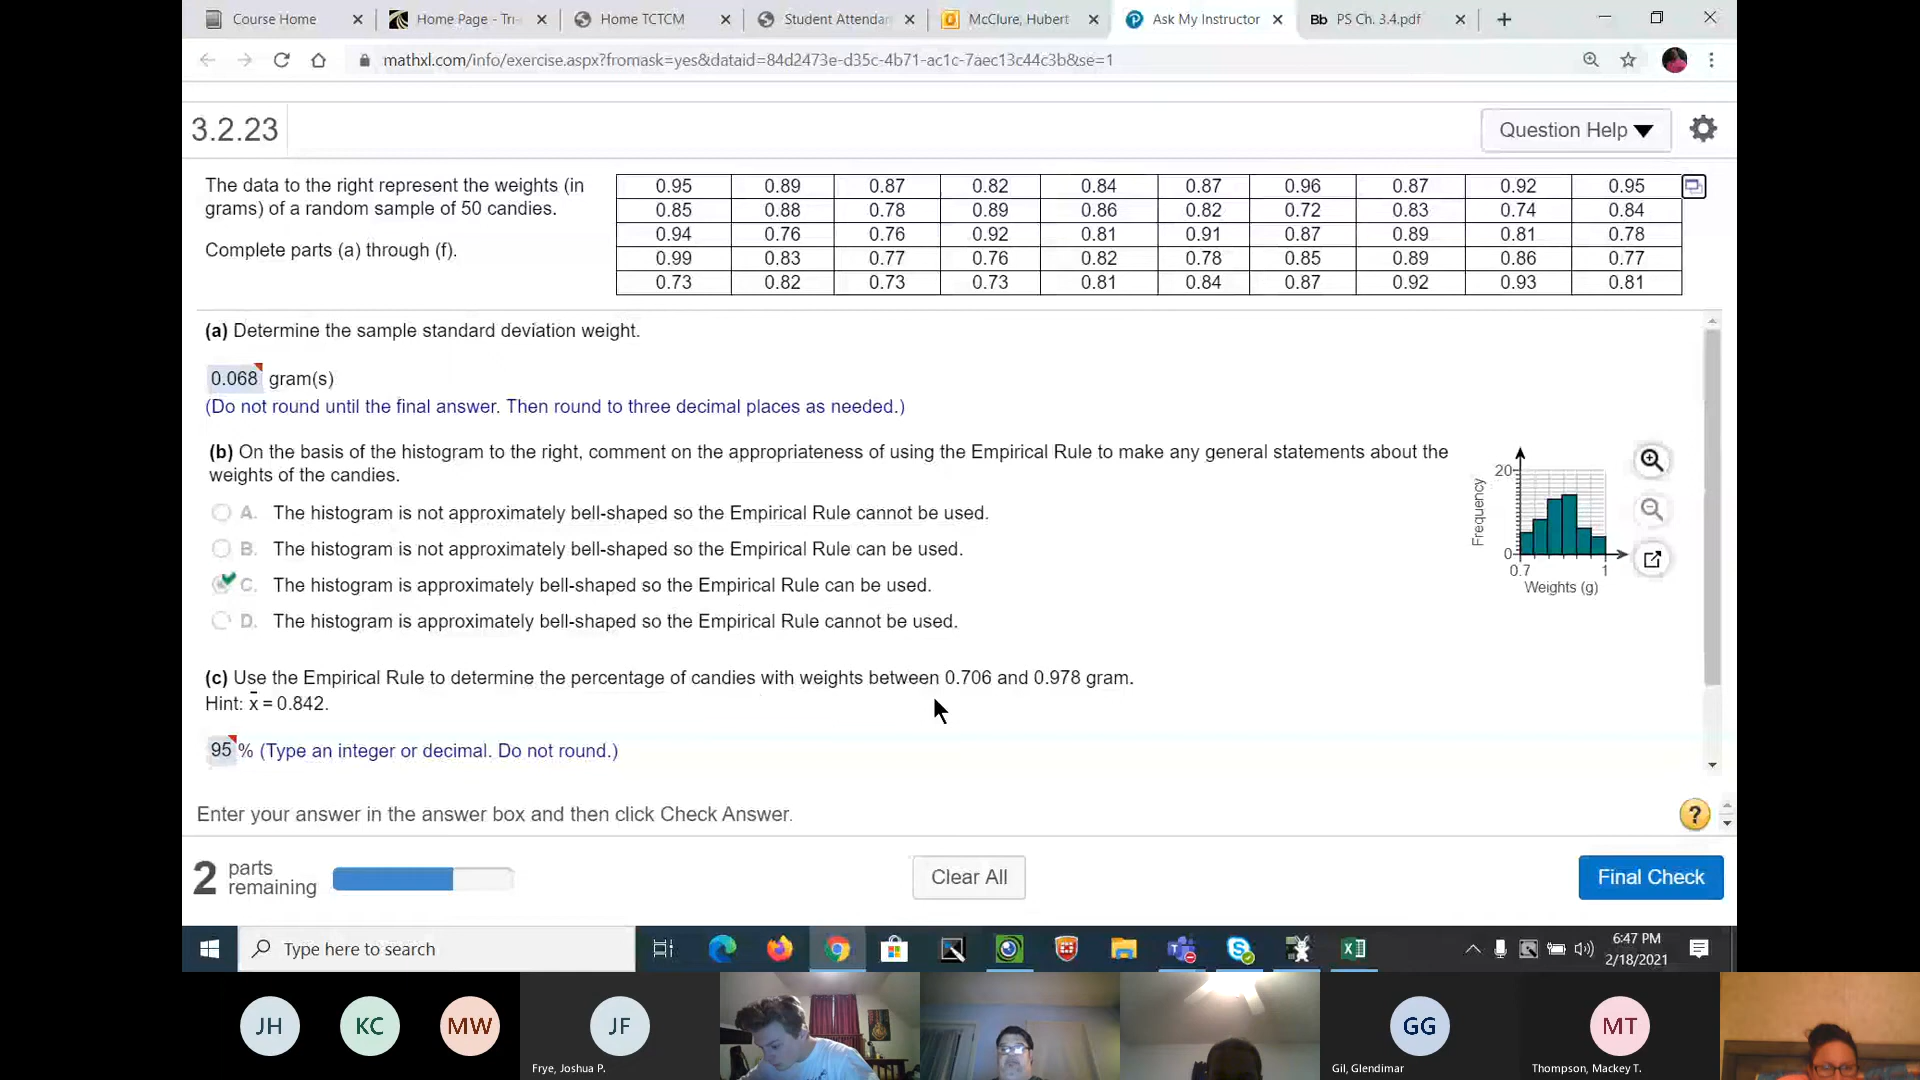 Course Home
Home Page - Tri-
Home TCTCM
Student Attendan
McClure, Hubert
Ask My Instructor
Bb PS Ch. 3.4.pdf
mathxl.com/info/exercise.aspx?fromask=yes&dataid=84d2473e-d35c-4b71-ac1c-7aec13c44c3b&se=1
3.2.23
Question Help
The data to the right represent the weights (in
grams) of a random sample of 50 candies.
Complete parts (a) through (f).
0.95 0.89 0.87 0.82 0.84 0.87 0.96 0.87 0.92 0.95
0.85 0.88 0.78 0.89 0.86 0.82 0.72 0.83 0.74 0.84
0.94 0.76 0.76 0.92 0.81 0.91 0.87 0.89 0.81 0.78
0.99 0.83 0.77 0.76 0.82 0.78 0.85 0.89 0.86 0.77
0.73 0.82 0.73 0.73 0.81 0.84 0.87 0.92 0.93 0.81
(a) Determine the sample standard deviation weight.
0.068 gram(s)
(Do not round until the final answer. Then round to three decimal places as needed.)
(b) On the basis of the histogram to the right, comment on the appropriateness of using the Empirical Rule to make any general statements about the
weights of the candies.
A. The histogram is not approximately bell-shaped so the Empirical Rule cannot be used.
B. The histogram is not approximately bell-shaped so the Empirical Rule can be used.
C. The histogram is approximately bell-shaped so the Empirical Rule can be used.
D. The histogram is approximately bell-shaped so the Empirical Rule cannot be used.
20
Frequency
0
0.7 1
Weights (g)
(c) Use the Empirical Rule to determine the percentage of candies with weights between 0.706 and 0.978 gram.
Hint: x̄ = 0.842.
95 % (Type an integer or decimal. Do not round.)
Enter your answer in the answer box and then click Check Answer.
?
2 parts
remaining
Clear All
Final Check
Type here to search
6:47 PM
2/18/2021
JH
KC
MW
JF
Frye, Joshua P.
GG
Gil, Glendimar
MT
Thompson, Mackey T.